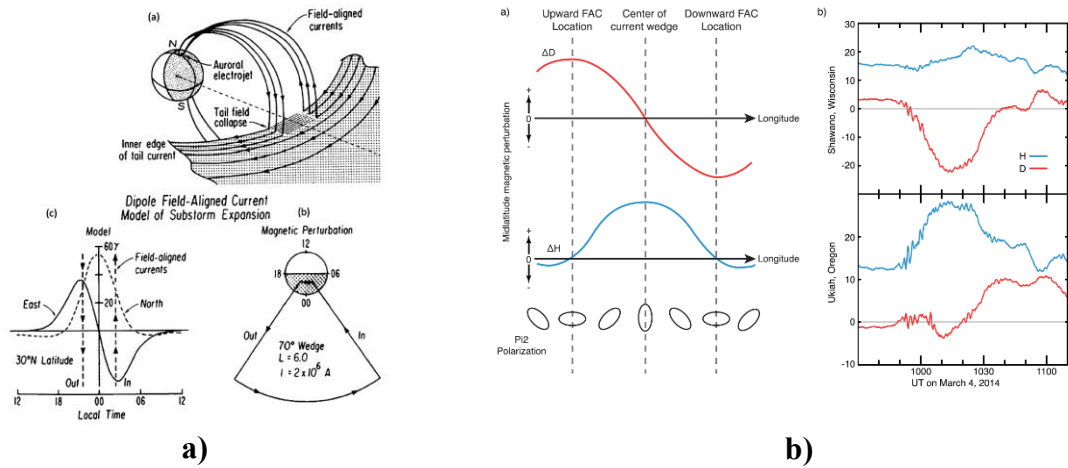 (a)
Field-aligned
currents
N
Auroral
electrojet
S
Tail field
collapse
Inner edge
of tail current
Dipole Field-Aligned Current
Model of Substorm Expansion
(c)
Model
60γ
Field-aligned
currents
East
North
20
30°N Latitude
Out
In
12 18 00 06 12
Local Time
(b)
Magnetic Perturbation
12
18
06
00
Out
In
70° Wedge
L = 6.0
I = 2 x 10⁶ A
a)
a)
Upward FAC
Location
Center of
current wedge
Downward FAC
Location
Midlatitude magnetic perturbation
ΔD
+
0
-
Longitude
ΔH
+
0
-
Longitude
Pi2
Polarization
b)
Shawano, Wisconsin
30
20
10
0
-10
-20
H
D
Ukiah, Oregon
20
10
0
-10
1000 1030 1100
UT on March 4, 2014
b)